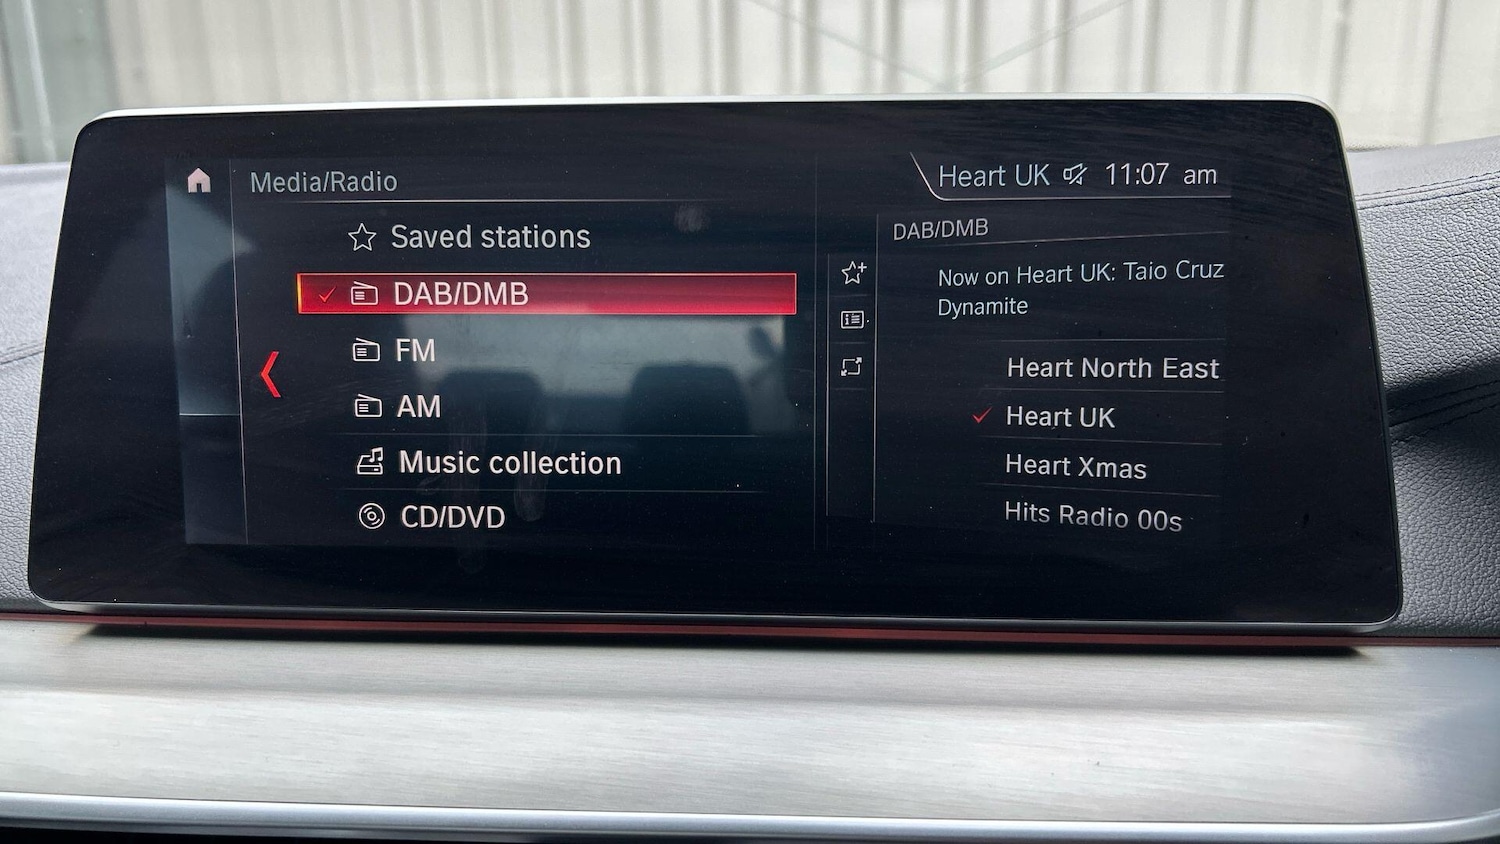 Media/Radio
Heart UK 11:07 am
Saved stations
DAB/DMB
FM
AM
Music collection
CD/DVD
DAB/DMB
Now on Heart UK: Taio Cruz
Dynamite
Heart North East
Heart UK
Heart Xmas
Hits Radio 00s